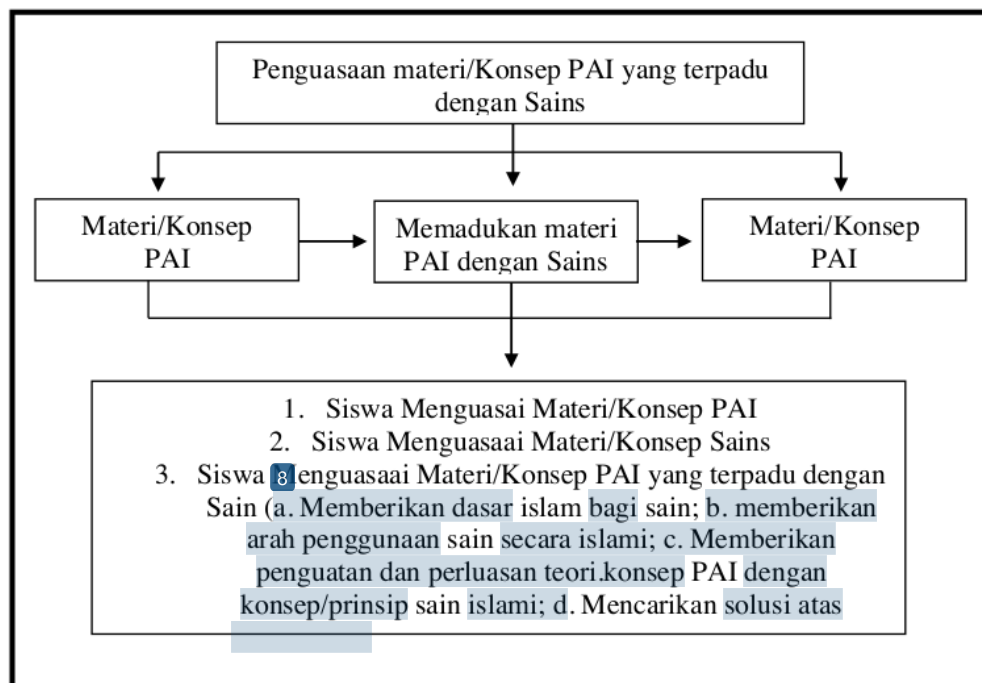 Penguasaan materi/Konsep PAI yang terpadu
dengan Sains
Materi/Konsep
PAI
Memadukan materi
PAI dengan Sains
Materi/Konsep
PAI
1. Siswa Menguasai Materi/Konsep PAI
2. Siswa Menguasaai Materi/Konsep Sains
3. Siswa 8enguasaai Materi/Konsep PAI yang terpadu dengan
Sain (a. Memberikan dasar islam bagi sain; b. memberikan
arah penggunaan sain secara islami; c. Memberikan
penguatan dan perluasan teori.konsep PAI dengan
konsep/prinsip sain islami; d. Mencarikan solusi atas